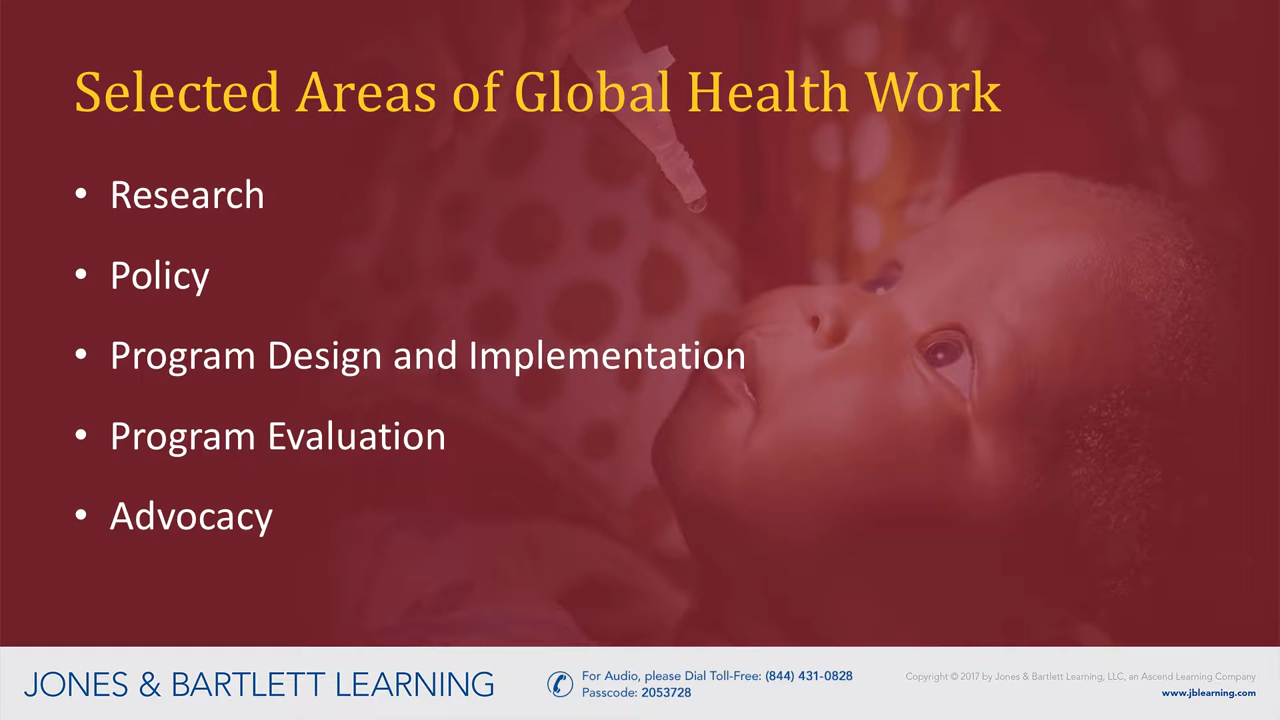 Selected Areas of Global Health Work
• Research
• Policy
• Program Design and Implementation
• Program Evaluation
• Advocacy
JONES & BARTLETT LEARNING
For Audio, please Dial Toll-Free: (844) 431-0828
Passcode: 2053728
Copyright © 2017 by Jones & Bartlett Learning, LLC, an Ascend Learning Company
www.jblearning.com